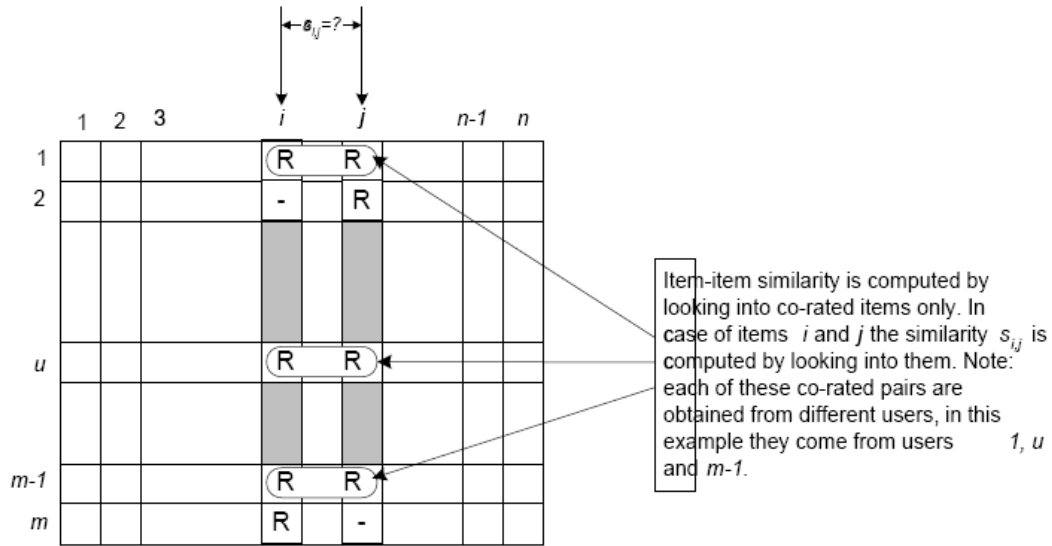 s i,j =?
1 2 3 i j n-1 n
1 R R
2 - R
u R R
m-1 R R
m R -
Item-item similarity is computed by
looking into co-rated items only. In
case of items i and j the similarity s i,j is
computed by looking into them. Note:
each of these co-rated pairs are
obtained from different users, in this
example they come from users 1, u
and m-1.